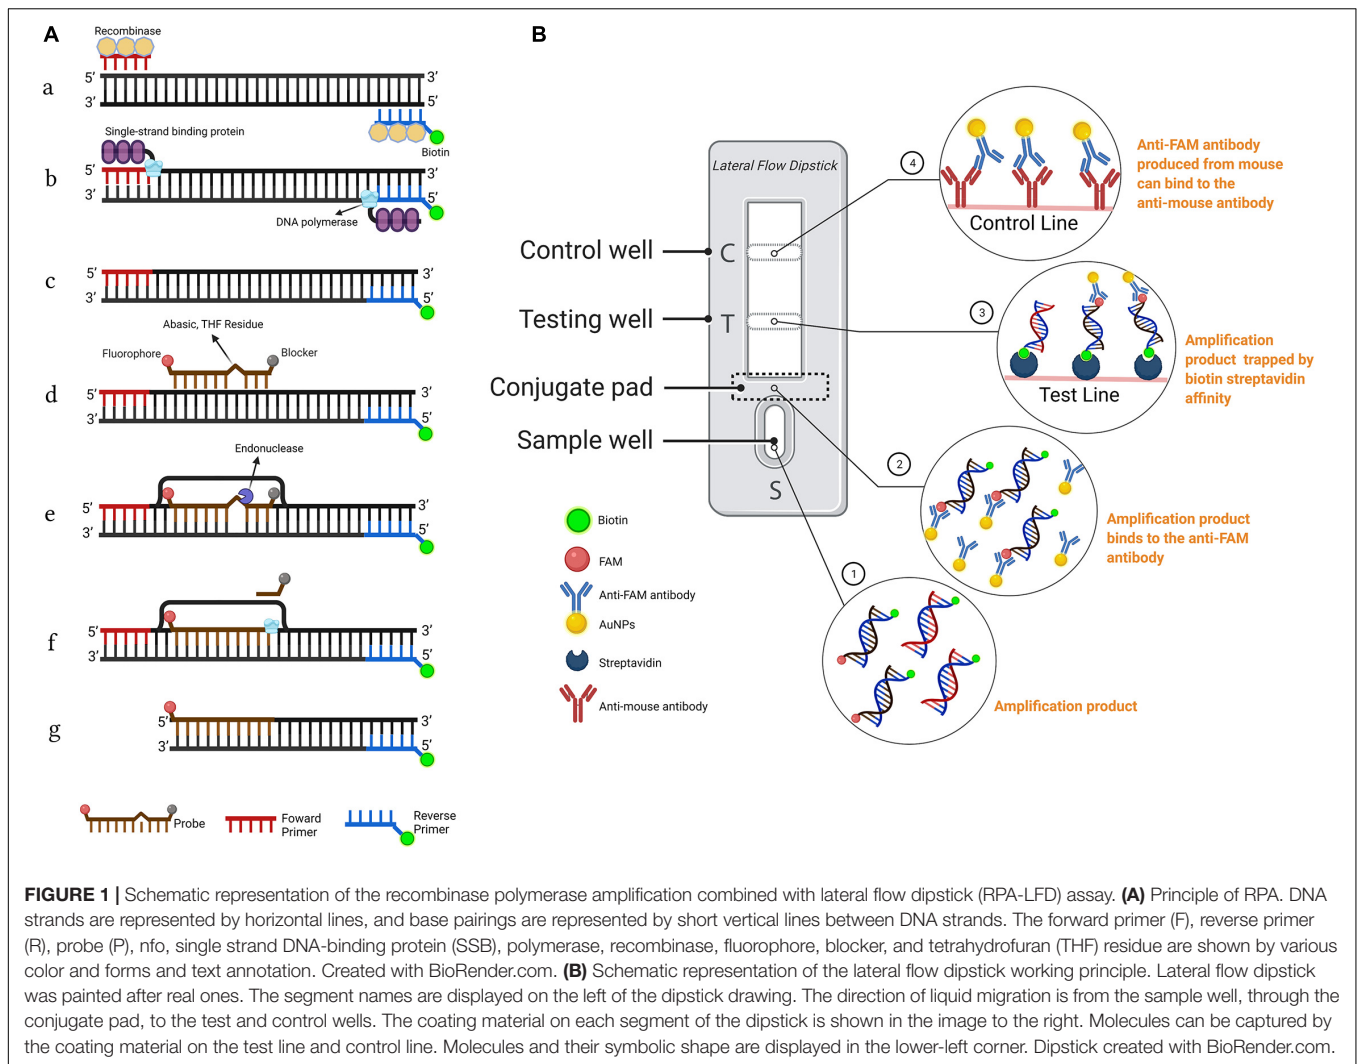 A
Recombinase
a
5′
3′
3′
5′
Biotin
Single-strand binding protein
b
5′
3′
3′
5′
DNA polymerase
c
5′
3′
3′
5′
Abasic, THF Residue
Fluorophore
Blocker
d
5′
3′
3′
5′
Endonuclease
e
5′
3′
3′
5′
f
5′
3′
3′
5′
g
5′
3′
3′
5′
Probe
Foward
Primer
Reverse
Primer
B
Lateral Flow Dipstick
Control well
C
Testing well
T
Conjugate pad
Sample well
S
4
Control Line
Anti-FAM antibody
produced from mouse
can bind to the
anti-mouse antibody
3
Test Line
Amplification
product trapped by
biotin streptavidin
affinity
2
Amplification product
binds to the anti-FAM
antibody
1
Amplification product
Biotin
FAM
Anti-FAM antibody
AuNPs
Streptavidin
Anti-mouse antibody
FIGURE 1 | Schematic representation of the recombinase polymerase amplification combined with lateral flow dipstick (RPA-LFD) assay. (A) Principle of RPA. DNA
strands are represented by horizontal lines, and base pairings are represented by short vertical lines between DNA strands. The forward primer (F), reverse primer
(R), probe (P), nfo, single strand DNA-binding protein (SSB), polymerase, recombinase, fluorophore, blocker, and tetrahydrofuran (THF) residue are shown by various
color and forms and text annotation. Created with BioRender.com. (B) Schematic representation of the lateral flow dipstick working principle. Lateral flow dipstick
was painted after real ones. The segment names are displayed on the left of the dipstick drawing. The direction of liquid migration is from the sample well, through the
conjugate pad, to the test and control wells. The coating material on each segment of the dipstick is shown in the image to the right. Molecules can be captured by
the coating material on the test line and control line. Molecules and their symbolic shape are displayed in the lower-left corner. Dipstick created with BioRender.com.